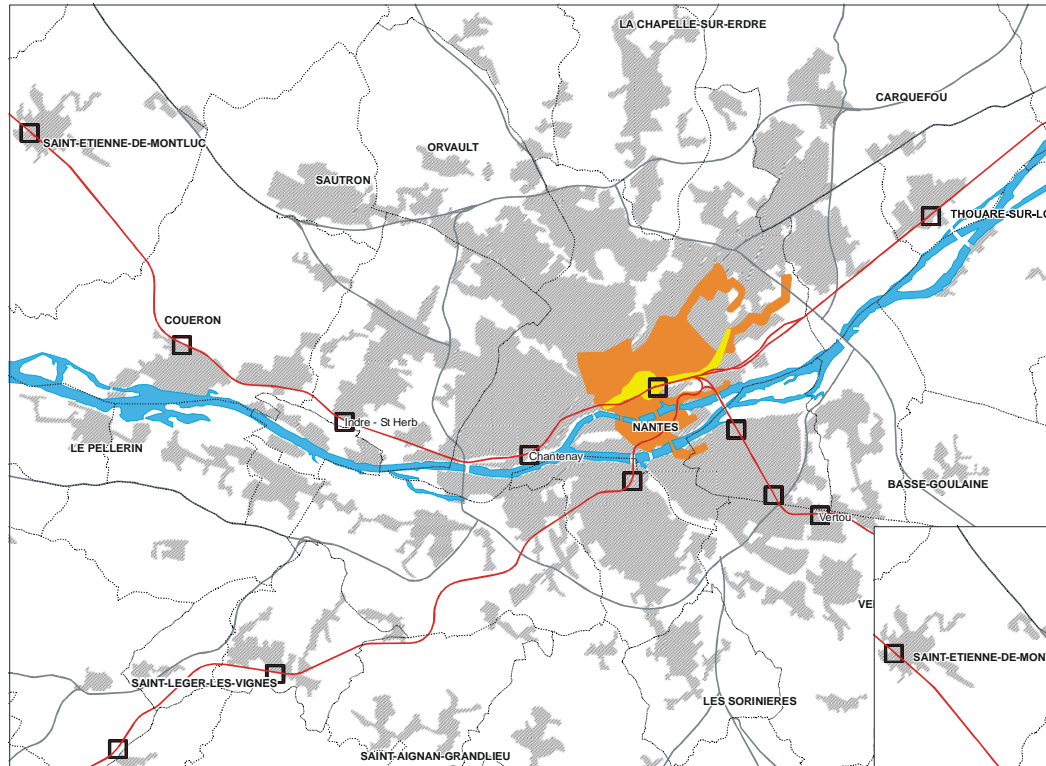 LA CHAPELLE-SUR-ERDRE
CARQUEFOU
SAINT-ETIENNE-DE-MONTLUC
ORVAULT
SAUTRON
THOUARE-SUR-LO
COUERON
Indre - St Herb.
NANTES
LE PELLERIN
Chantenay
BASSE-GOULAINE
Vertou
VE
SAINT-ETIENNE-DE-MON
SAINT-LEGER-LES-VIGNES
LES SORINIERES
SAINT-AIGNAN-GRANDLIEU